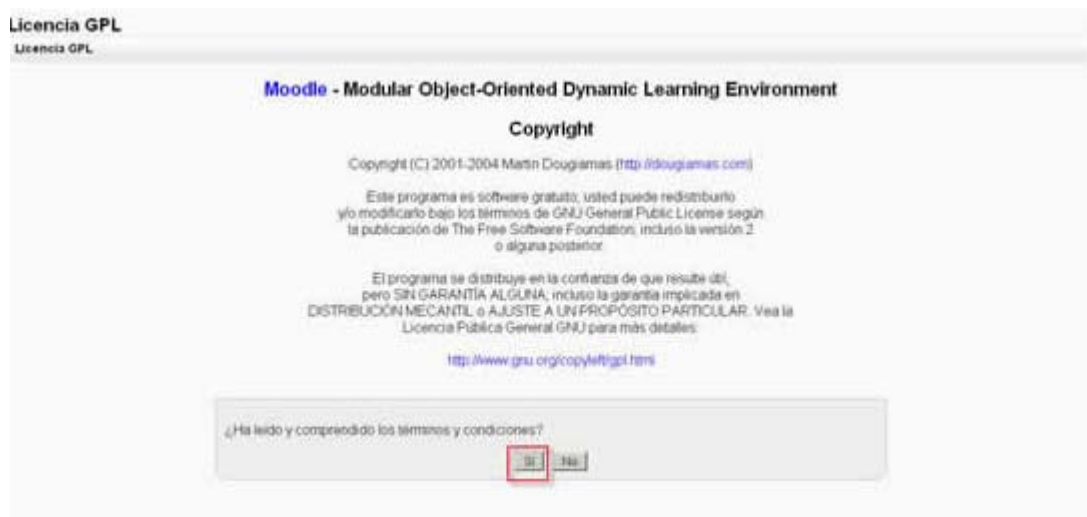 Licencia GPL
Licencia GPL
Moodle - Modular Object-Oriented Dynamic Learning Environment
Copyright
Copyright (C) 2001-2004 Martin Dougiamas (http://dougiamas.com)
Este programa es software gratuito; usted puede redistribuirlo
y/o modificarlo bajo los términos de GNU General Public License según
la publicación de The Free Software Foundation, incluso la versión 2
o alguna posterior.
El programa se distribuye en la confianza de que resulte útil,
pero SIN GARANTÍA ALGUNA, incluso la garantía implicada en
DISTRIBUCIÓN MECANTIL o AJUSTE A UN PROPÓSITO PARTICULAR. Vea la
Licencia Pública General GNU para más detalles:
http://www.gnu.org/copyleft/gpl.html
¿Ha leido y comprendido los términos y condiciones?
Sí No